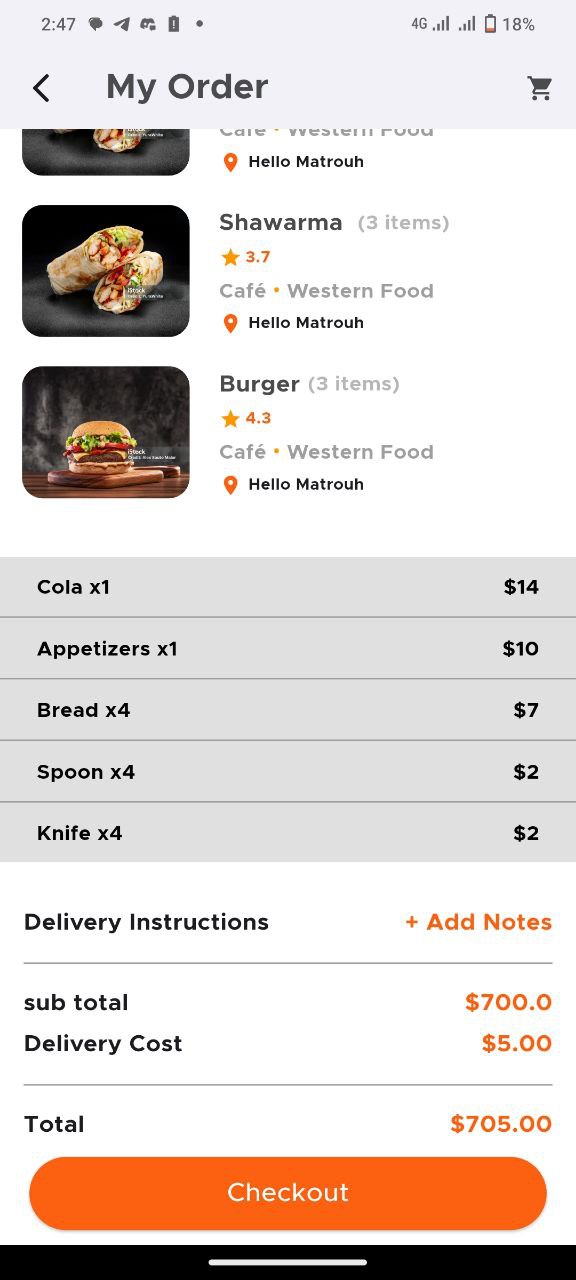 2:47 4G 18%
My Order
Café • Western Food
Hello Matrouh
Shawarma (3 items)
3.7
Café • Western Food
Hello Matrouh
iStock
Burger (3 items)
4.3
Café • Western Food
Hello Matrouh
iStock
Cola x1 $14
Appetizers x1 $10
Bread x4 $7
Spoon x4 $2
Knife x4 $2
Delivery Instructions + Add Notes
sub total $700.0
Delivery Cost $5.00
Total $705.00
Checkout